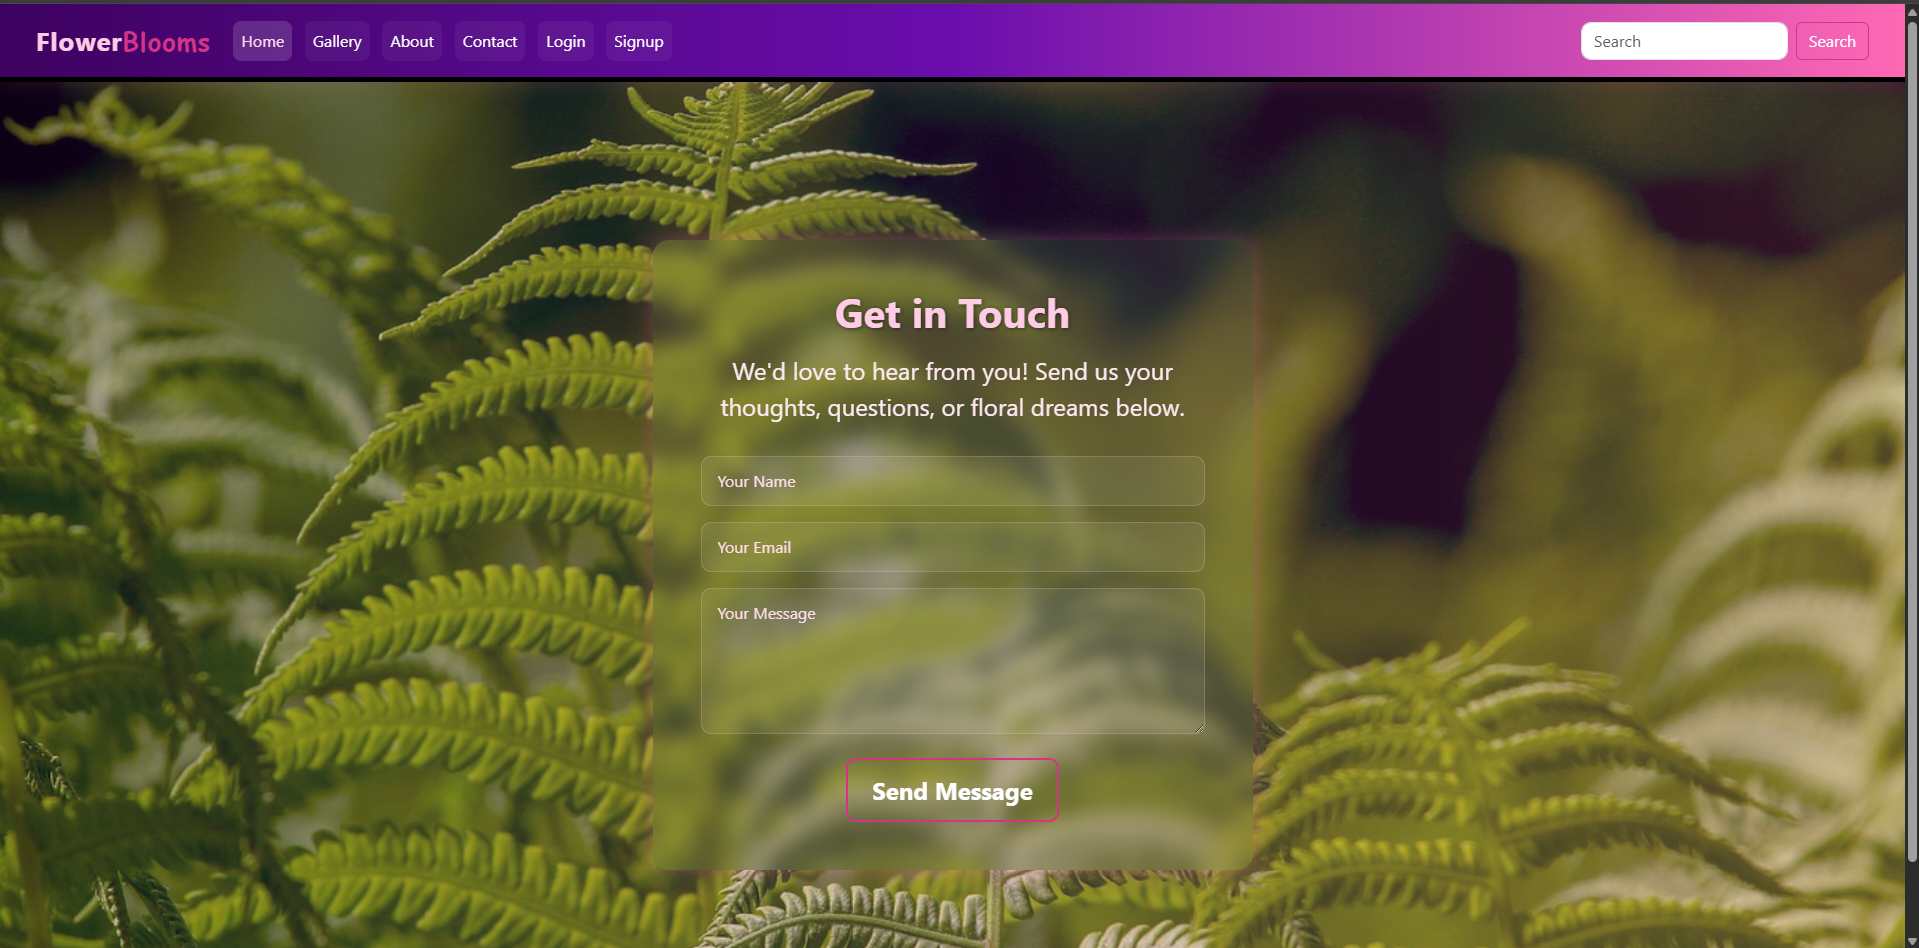 FlowerBlooms Home Gallery About Contact Login Signup Search Search
Get in Touch
We'd love to hear from you! Send us your
thoughts, questions, or floral dreams below.
Your Name
Your Email
Your Message
Send Message